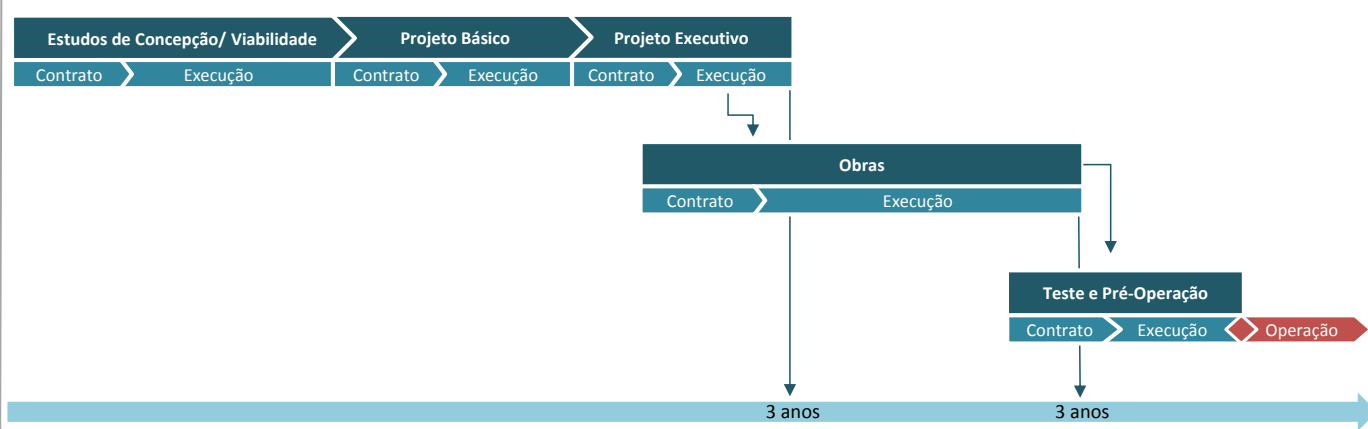 Estudos de Concepção/ Viabilidade
Projeto Básico
Projeto Executivo
Contrato
Execução
Contrato
Execução
Contrato
Execução
Obras
Contrato
Execução
Teste e Pré-Operação
Contrato
Execução
Operação
3 anos
3 anos